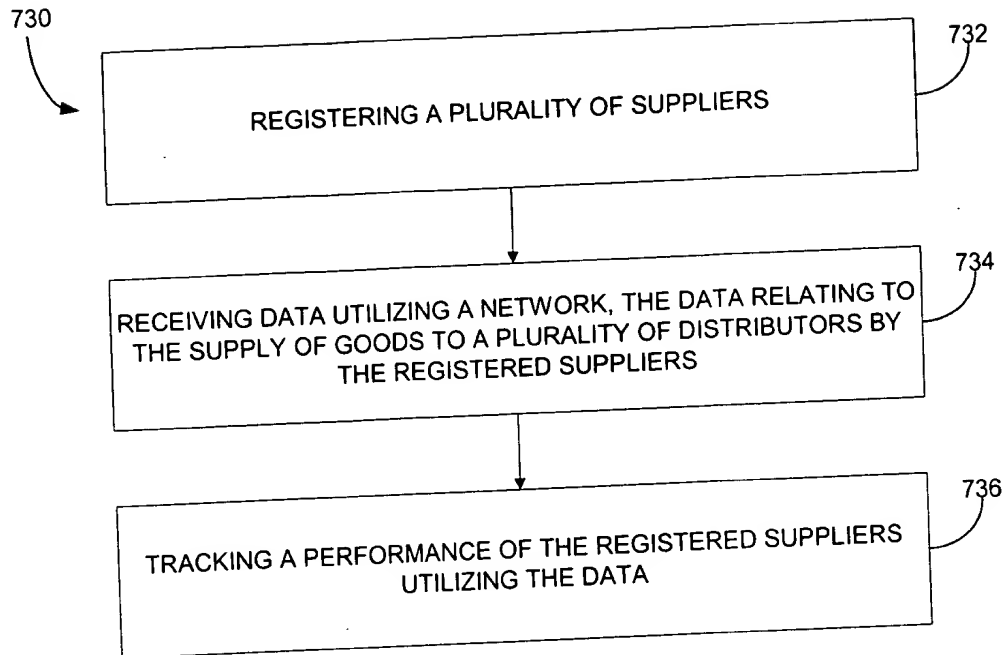 730
732
REGISTERING A PLURALITY OF SUPPLIERS
734
RECEIVING DATA UTILIZING A NETWORK, THE DATA RELATING TO
THE SUPPLY OF GOODS TO A PLURALITY OF DISTRIBUTORS BY
THE REGISTERED SUPPLIERS
736
TRACKING A PERFORMANCE OF THE REGISTERED SUPPLIERS
UTILIZING THE DATA